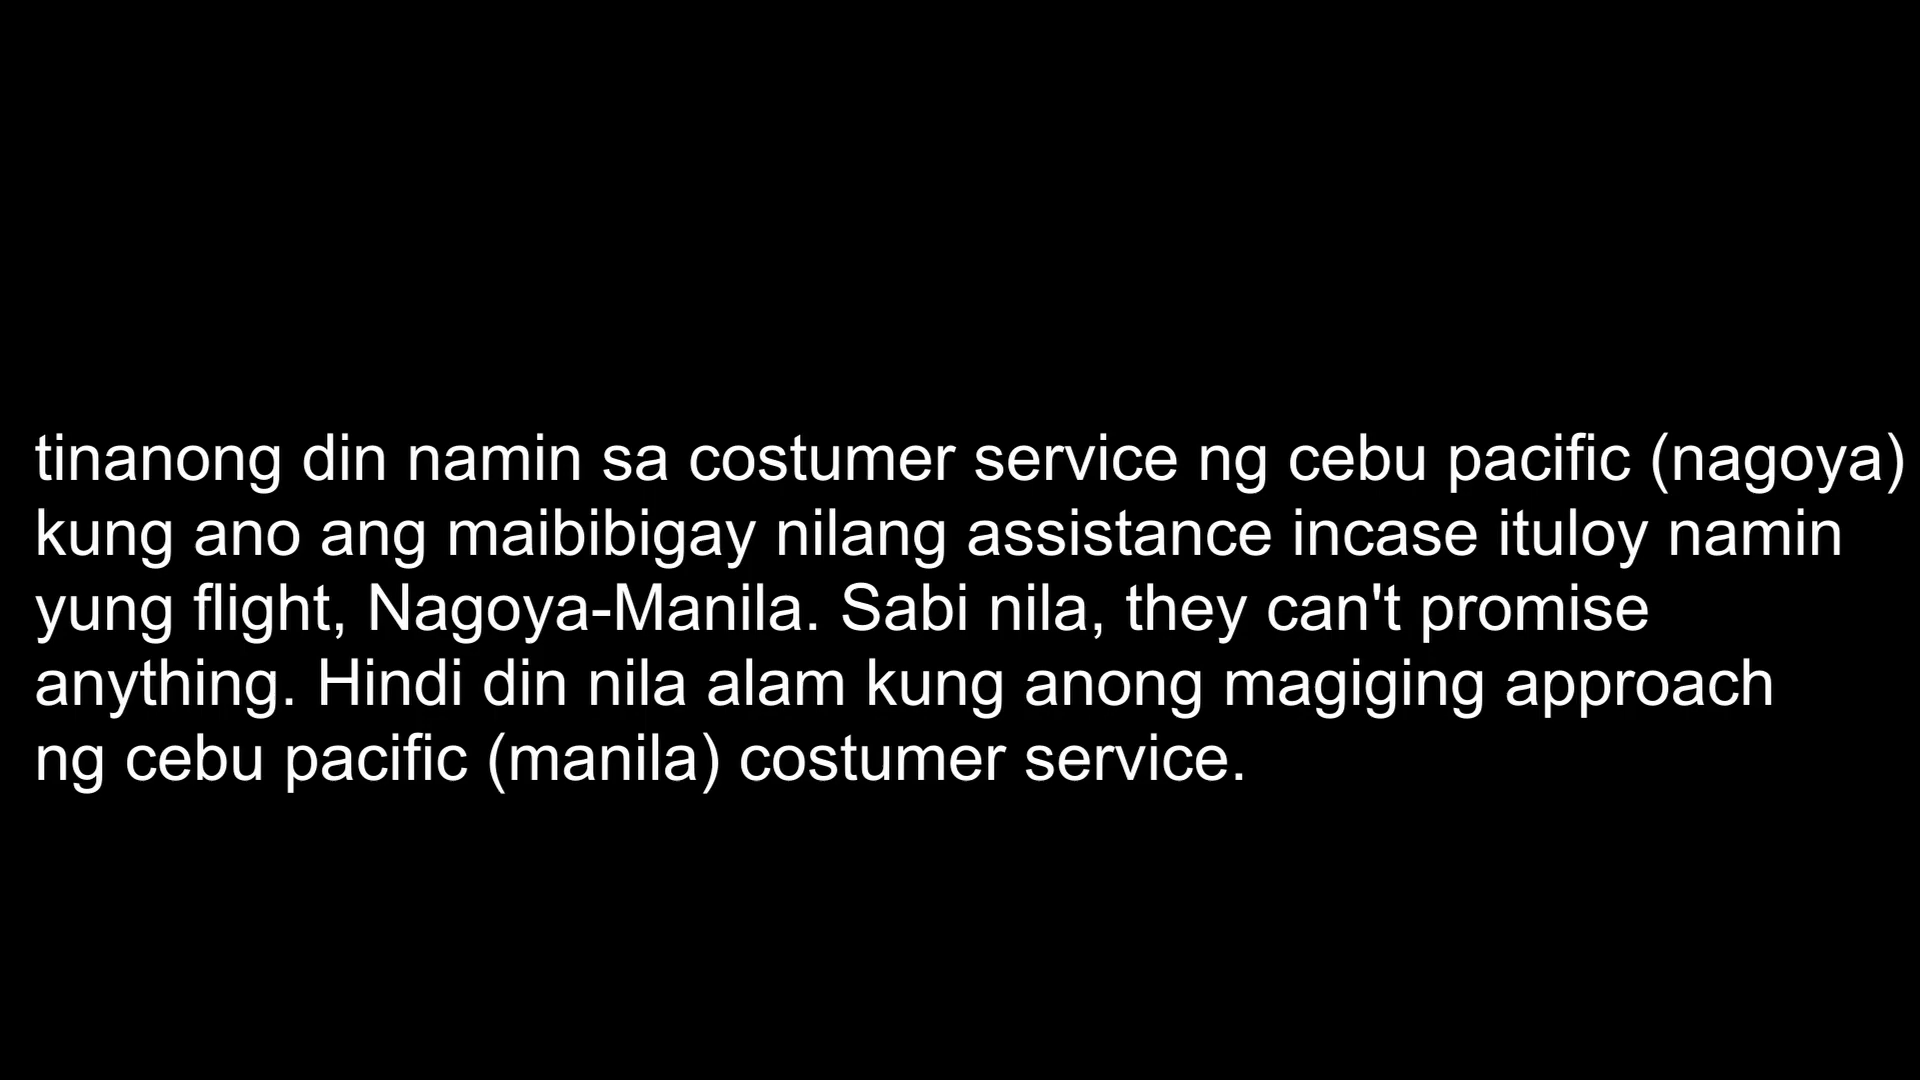 tinanong din namin sa costumer service ng cebu pacific (nagoya)
kung ano ang maibibigay nilang assistance incase ituloy namin
yung flight, Nagoya-Manila. Sabi nila, they can't promise
anything. Hindi din nila alam kung anong magiging approach
ng cebu pacific (manila) costumer service.